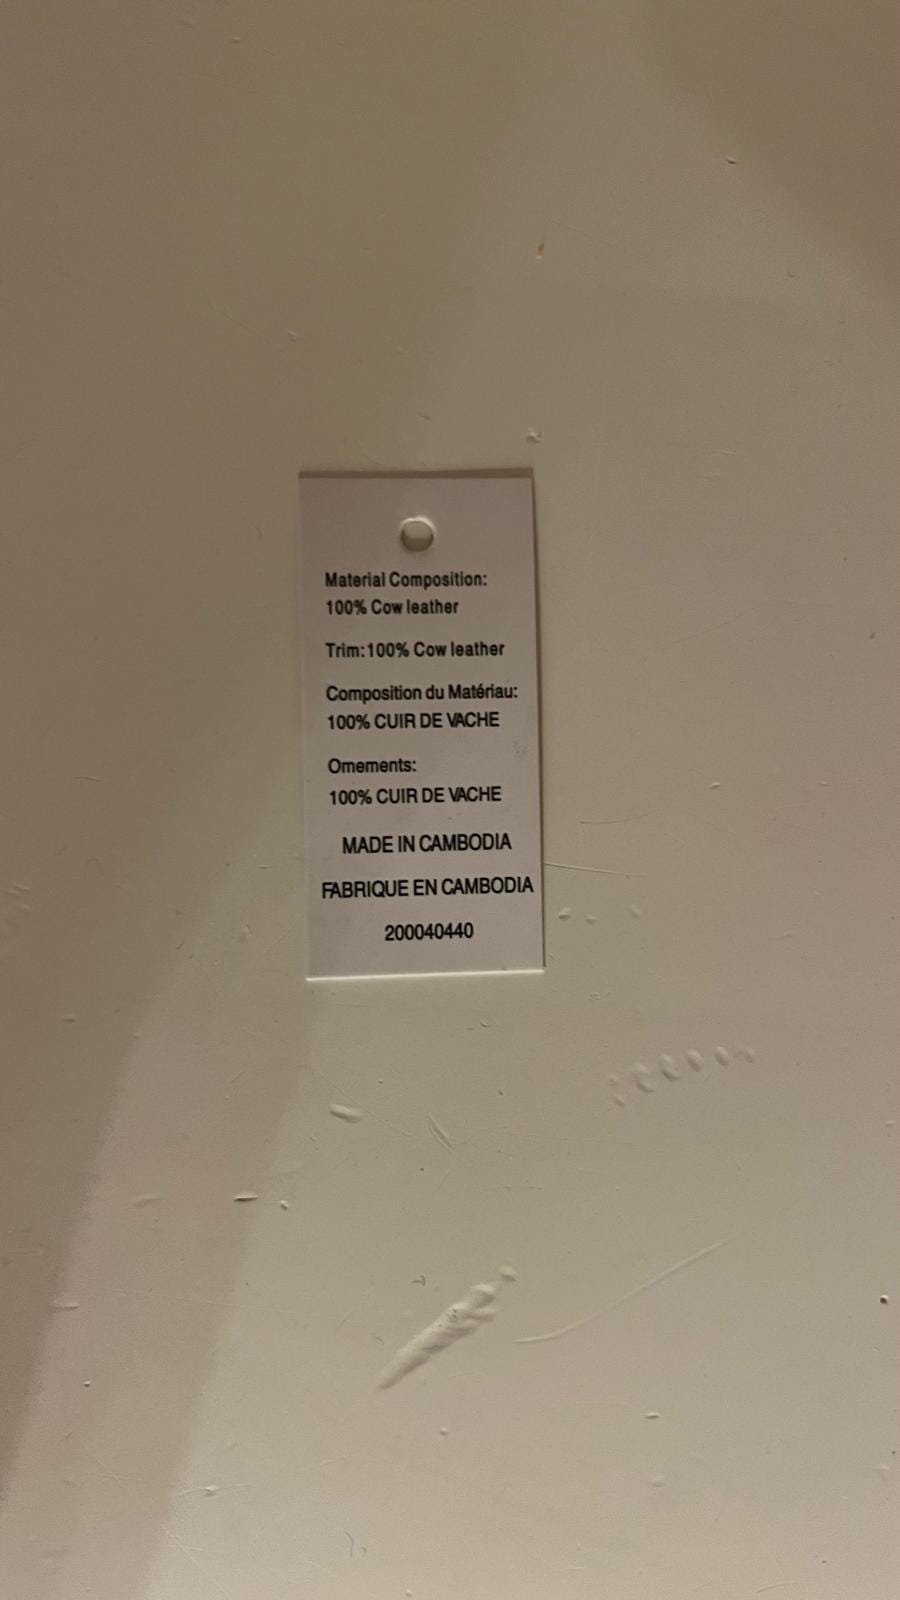 Material Composition:
100% Cow leather
Trim:100% Cow leather
Composition du Matériau:
100% CUIR DE VACHE
Omements:
100% CUIR DE VACHE
MADE IN CAMBODIA
FABRIQUE EN CAMBODIA
200040440